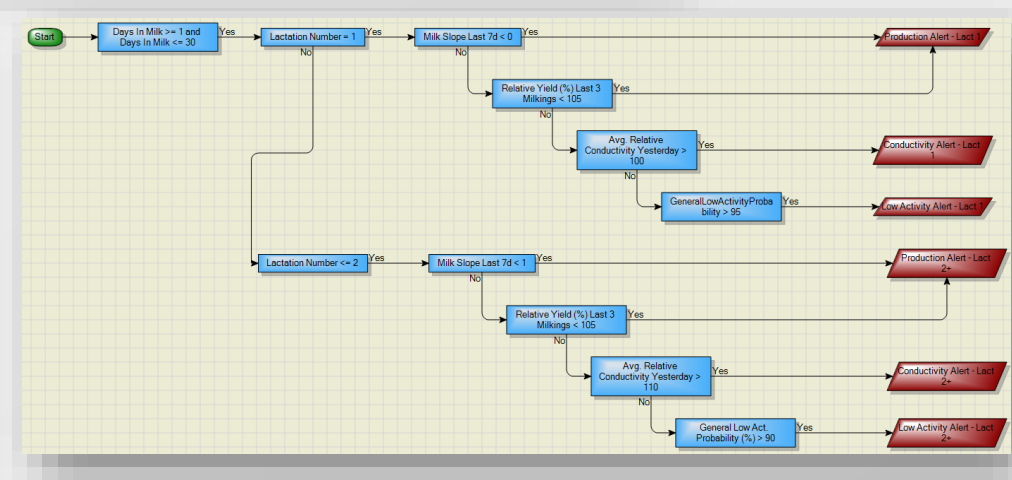 Start
Days In Milk >= 1 and
Days In Milk <= 30
Yes
Lactation Number = 1
Yes
No
Milk Slope Last 7d < 0
Yes
No
Production Alert - Lact 1
Relative Yield (%) Last 3
Milkings < 105
Yes
No
Avg. Relative
Conductivity Yesterday >
100
Yes
No
Conductivity Alert - Lact
1
GeneralLowActivityProba
bility > 95
Yes
Low Activity Alert - Lact 1
Lactation Number <= 2
Yes
Milk Slope Last 7d < 1
Yes
No
Production Alert - Lact
2+
Relative Yield (%) Last 3
Milkings < 105
Yes
No
Avg. Relative
Conductivity Yesterday >
110
Yes
No
Conductivity Alert - Lact
2+
General Low Act.
Probability (%) > 90
Yes
Low Activity Alert - Lact
2+